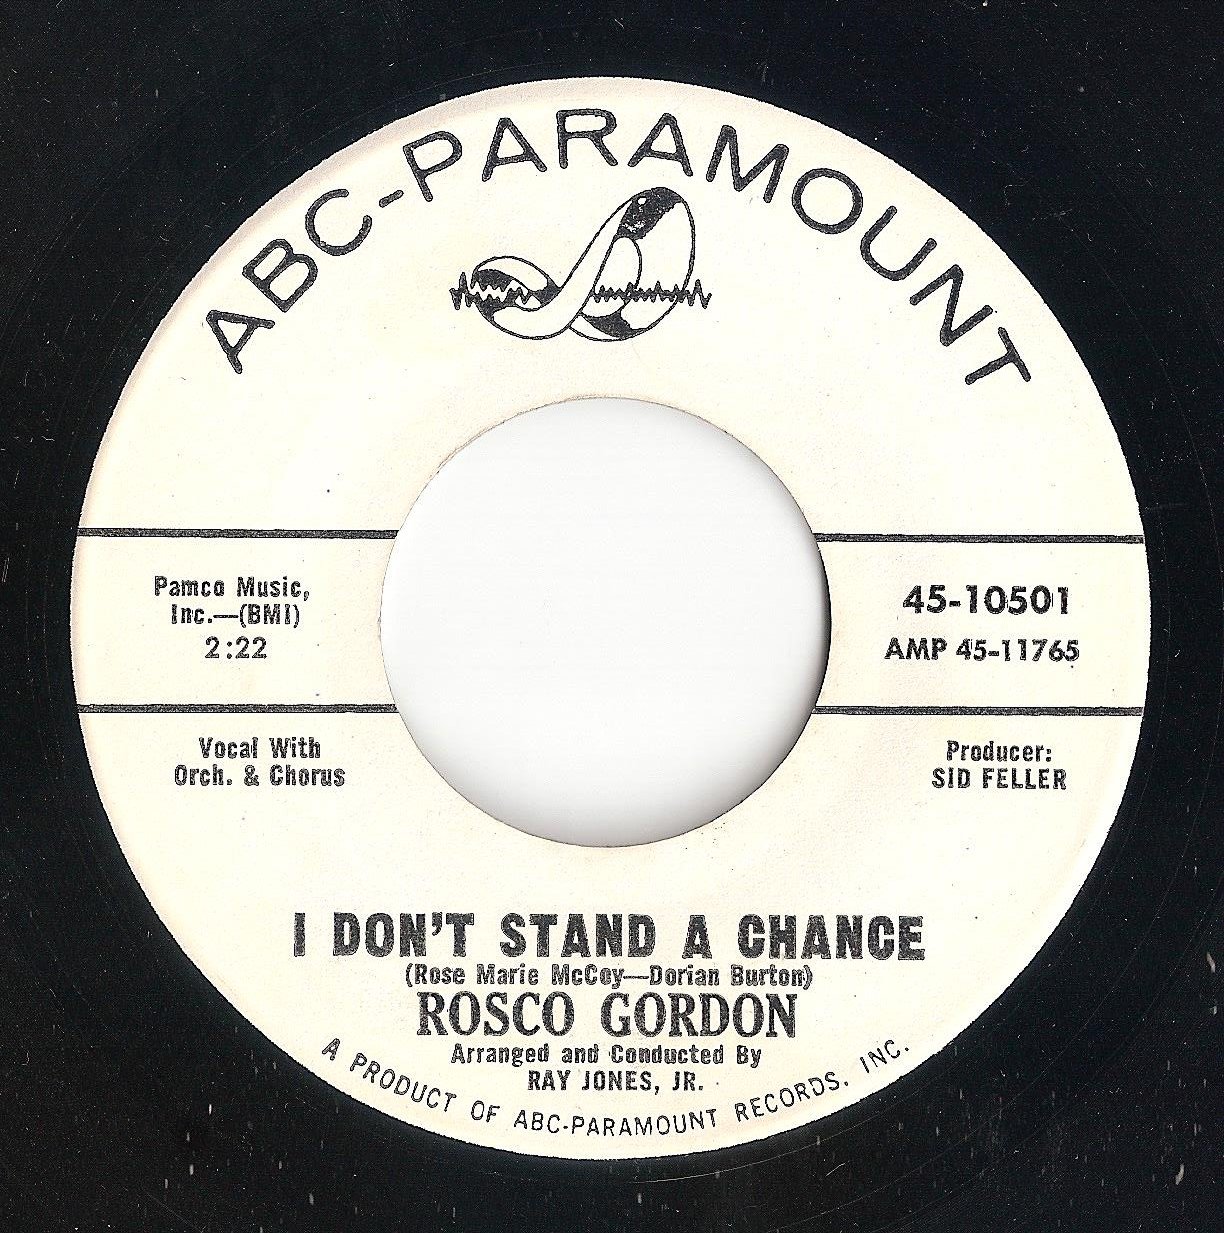 ABC-PARAMOUNT
Pamco Music,
Inc.—(BMI)
2:22
45-10501
AMP 45-11765
Vocal With
Orch. & Chorus
Producer:
SID FELLER
I DON'T STAND A CHANCE
(Rose Marie McCoy—Dorian Burton)
ROSCO GORDON
Arranged and Conducted By
RAY JONES, JR.
A PRODUCT OF ABC-PARAMOUNT RECORDS, INC.